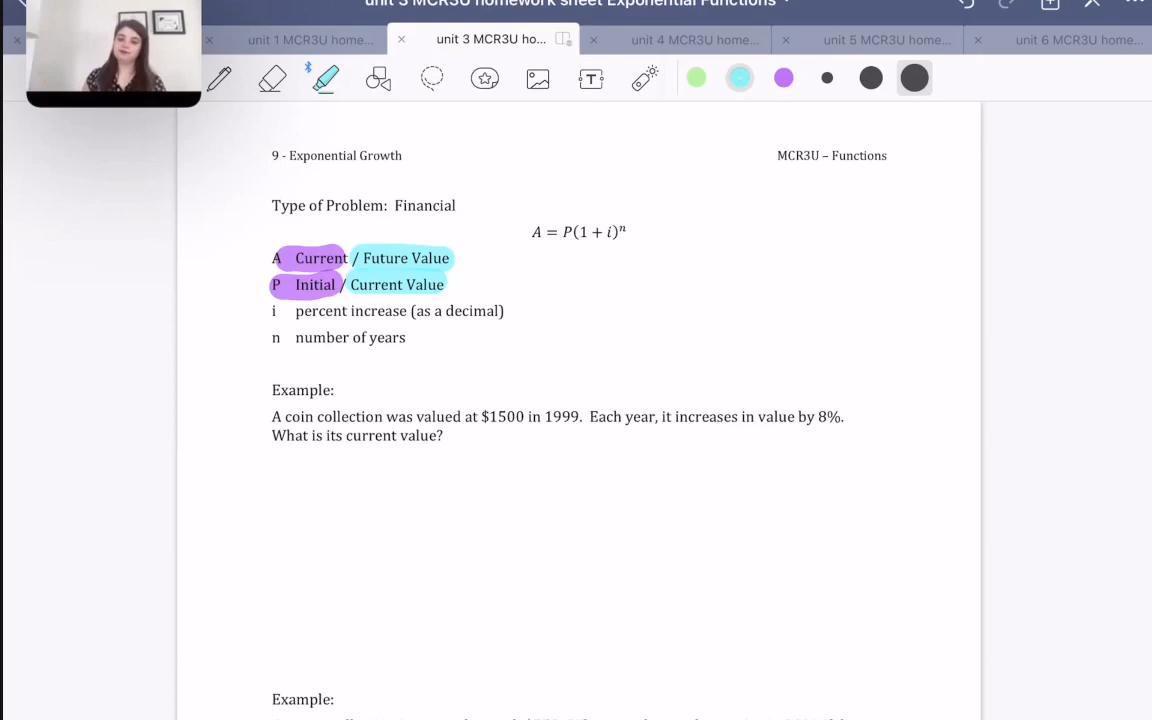 unit 3 MCR3U homework sheet Exponential Functions
unit 1 MCR3U home...
unit 3 MCR3U ho...
unit 4 MCR3U home...
unit 5 MCR3U home...
unit 6 MCR3U home...
T
9 - Exponential Growth
MCR3U – Functions
Type of Problem: Financial
A = P(1 + i)ⁿ
A Current / Future Value
P Initial / Current Value
i percent increase (as a decimal)
n number of years
Example:
A coin collection was valued at $1500 in 1999. Each year, it increases in value by 8%.
What is its current value?
Example: